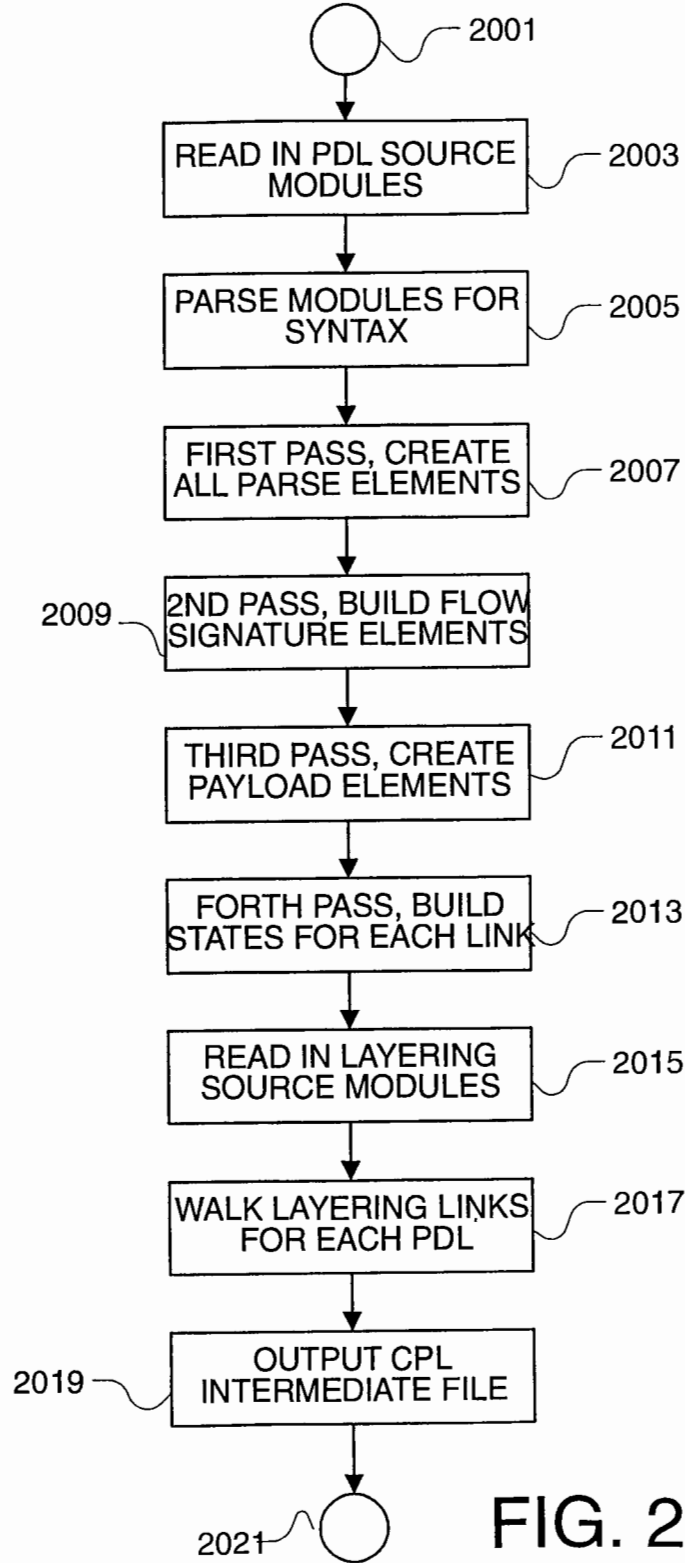 2001
READ IN PDL SOURCE
MODULES
2003
PARSE MODULES FOR
SYNTAX
2005
FIRST PASS, CREATE
ALL PARSE ELEMENTS
2007
2ND PASS, BUILD FLOW
SIGNATURE ELEMENTS
2009
THIRD PASS, CREATE
PAYLOAD ELEMENTS
2011
FORTH PASS, BUILD
STATES FOR EACH LINK
2013
READ IN LAYERING
SOURCE MODULES
2015
WALK LAYERING LINKS
FOR EACH PDL
2017
OUTPUT CPL
INTERMEDIATE FILE
2019
2021
FIG. 2